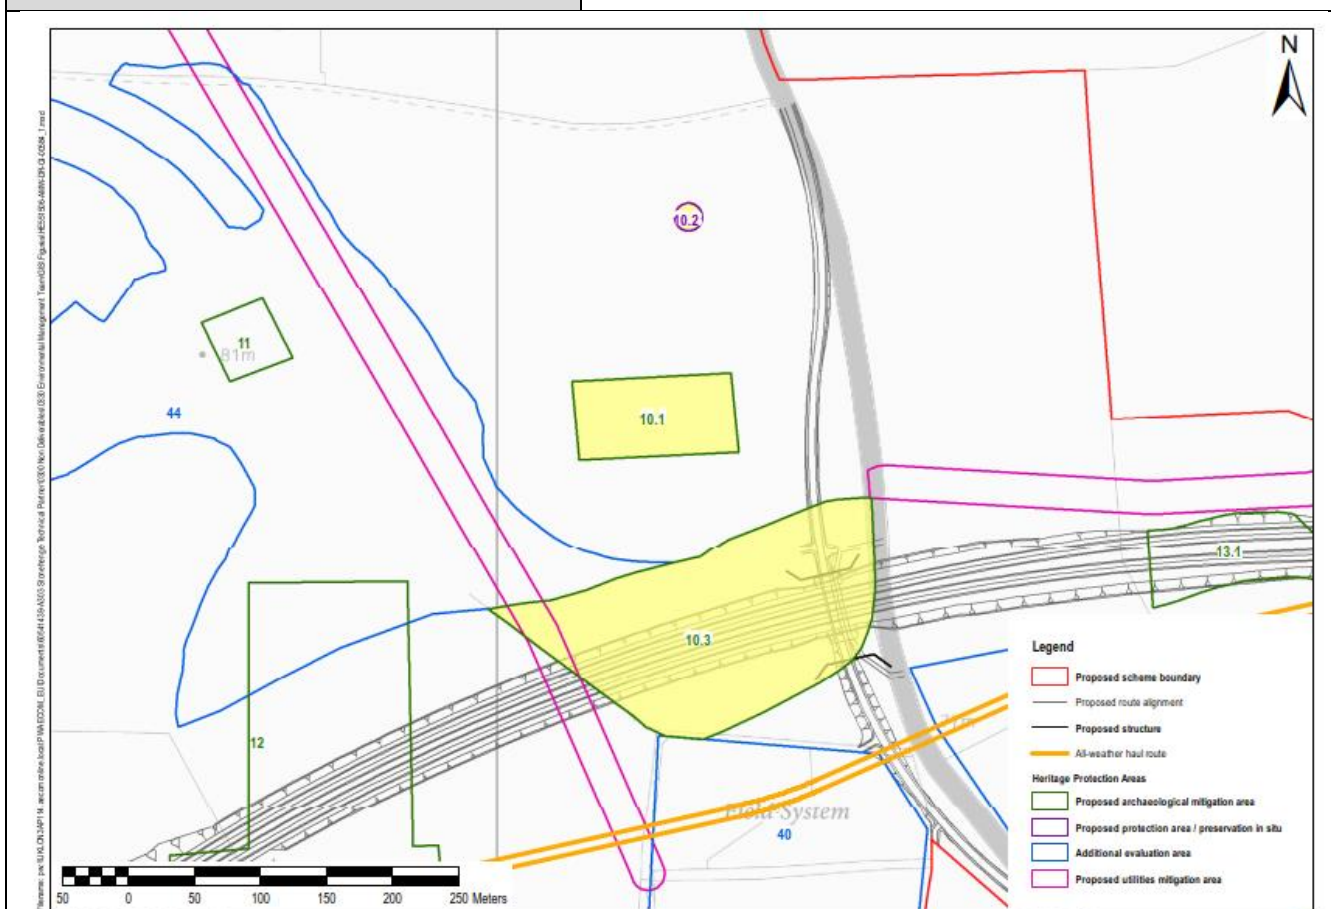 N
10.2
11
81m
44
10.1
13.1
10.3
12
Field System
40
Legend
Proposed scheme boundary
Proposed route alignment
Proposed structure
All-weather haul route
Heritage Protection Areas
Proposed archaeological mitigation area
Proposed protection area / preservation in situ
Additional evaluation area
Proposed utilities mitigation area
50 0 50 100 150 200 250 Meters